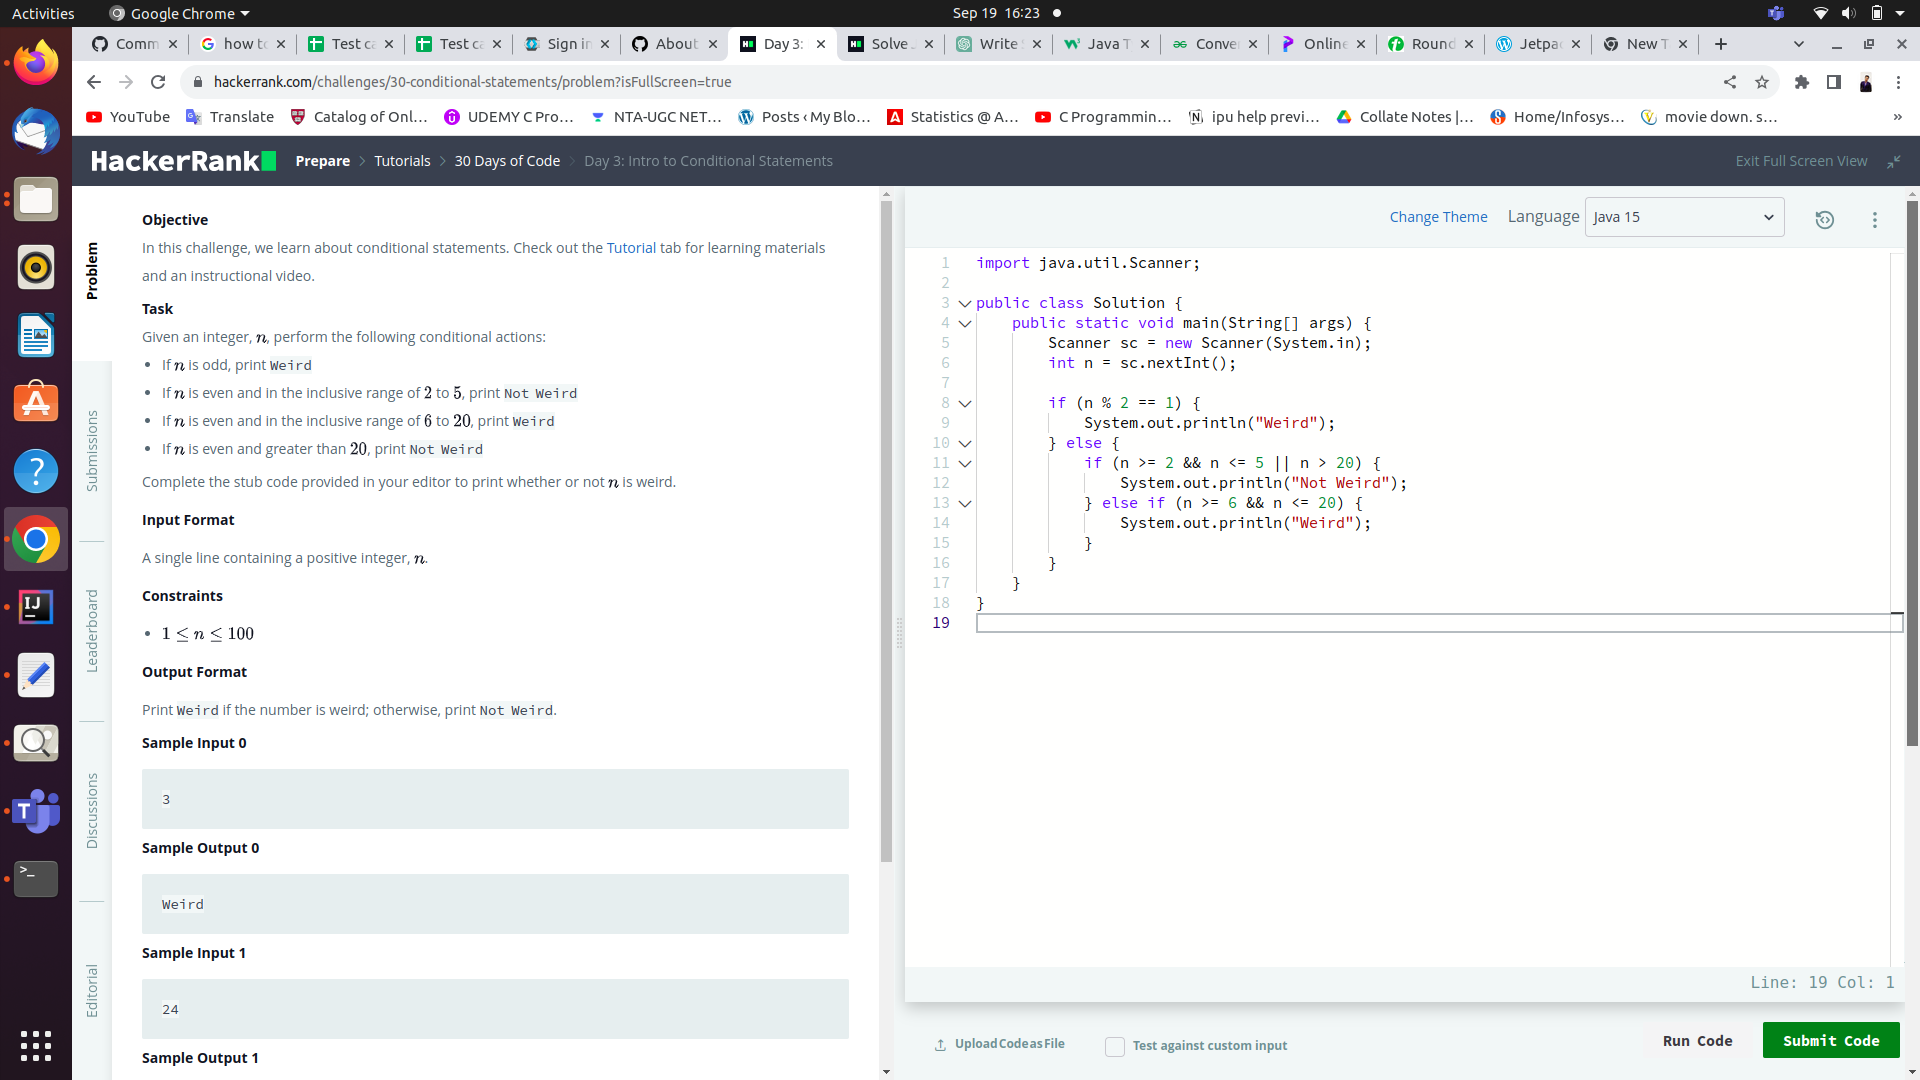 Activities
Google Chrome
Sep 19 16:23
Comm
how to
Test ca
Test ca
Sign in
About
Day 3:
Solve
Write
Java T
Conve
Online
Round
Jetpa
New T
hackerrank.com/challenges/30-conditional-statements/problem?isFullScreen=true
YouTube
Translate
Catalog of Onl...
UDEMY C Pro...
NTA-UGC NET...
Posts ‹ My Blo...
Statistics @ A...
C Programmin...
ipu help previ...
Collate Notes |...
Home/Infosys...
movie down. s...
»
HackerRank
Prepare
Tutorials
30 Days of Code
Day 3: Intro to Conditional Statements
Exit Full Screen View
Problem
Submissions
Leaderboard
Discussions
Editorial
Objective
In this challenge, we learn about conditional statements. Check out the Tutorial tab for learning materials
and an instructional video.
Task
Given an integer, n, perform the following conditional actions:
• If n is odd, print Weird
• If n is even and in the inclusive range of 2 to 5, print Not Weird
• If n is even and in the inclusive range of 6 to 20, print Weird
• If n is even and greater than 20, print Not Weird
Complete the stub code provided in your editor to print whether or not n is weird.
Input Format
A single line containing a positive integer, n.
Constraints
• 1 ≤ n ≤ 100
Output Format
Print Weird if the number is weird; otherwise, print Not Weird.
Sample Input 0
3
Sample Output 0
Weird
Sample Input 1
24
Sample Output 1
Change Theme
Language
Java 15
1 import java.util.Scanner;
2
3 public class Solution {
4     public static void main(String[] args) {
5         Scanner sc = new Scanner(System.in);
6         int n = sc.nextInt();
7
8         if (n % 2 == 1) {
9             System.out.println("Weird");
10         } else {
11             if (n >= 2 && n <= 5 || n > 20) {
12                 System.out.println("Not Weird");
13             } else if (n >= 6 && n <= 20) {
14                 System.out.println("Weird");
15             }
16         }
17     }
18 }
19
Line: 19 Col: 1
Upload Code as File
Test against custom input
Run Code
Submit Code